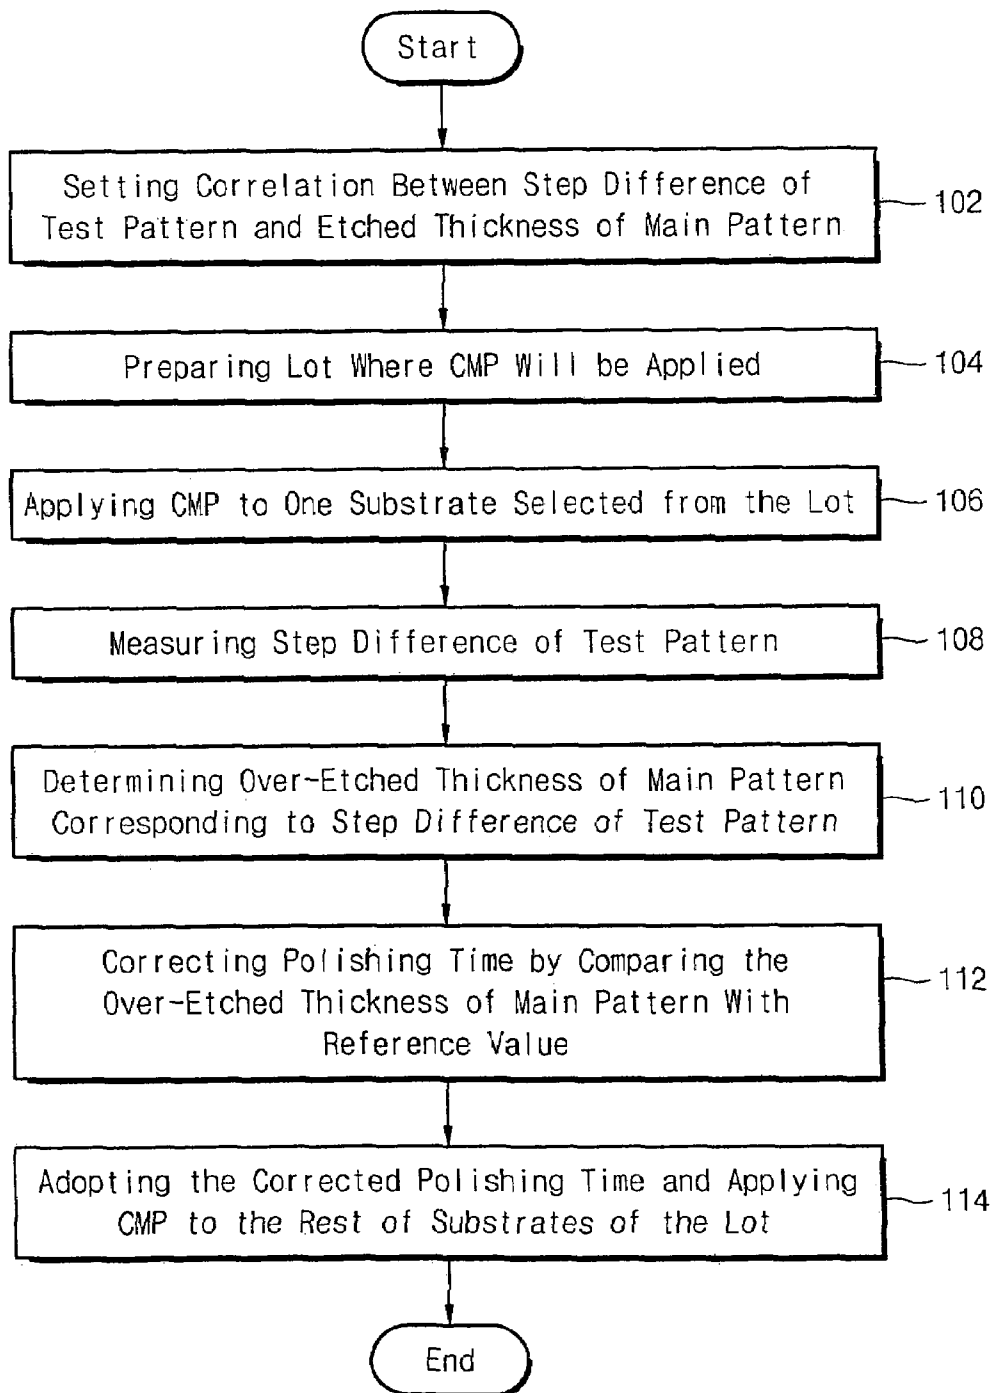 Start
Setting Correlation Between Step Difference of
Test Pattern and Etched Thickness of Main Pattern
102
Preparing Lot Where CMP Will be Applied
104
Applying CMP to One Substrate Selected from the Lot
106
Measuring Step Difference of Test Pattern
108
Determining Over-Etched Thickness of Main Pattern
Corresponding to Step Difference of Test Pattern
110
Correcting Polishing Time by Comparing the
Over-Etched Thickness of Main Pattern With
Reference Value
112
Adopting the Corrected Polishing Time and Applying
CMP to the Rest of Substrates of the Lot
114
End